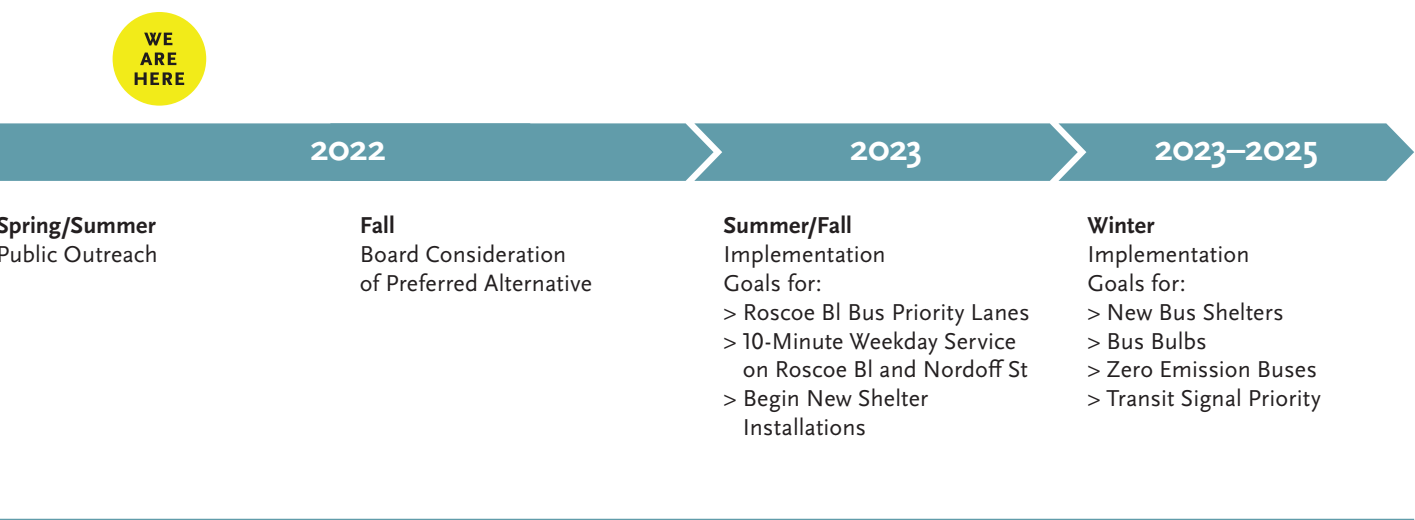 WE
ARE
HERE
2022
2023
2023–2025
Spring/Summer
Public Outreach
Fall
Board Consideration
of Preferred Alternative
Summer/Fall
Implementation
Goals for:
> Roscoe Bl Bus Priority Lanes
> 10-Minute Weekday Service
on Roscoe Bl and Nordoff St
> Begin New Shelter
Installations
Winter
Implementation
Goals for:
> New Bus Shelters
> Bus Bulbs
> Zero Emission Buses
> Transit Signal Priority